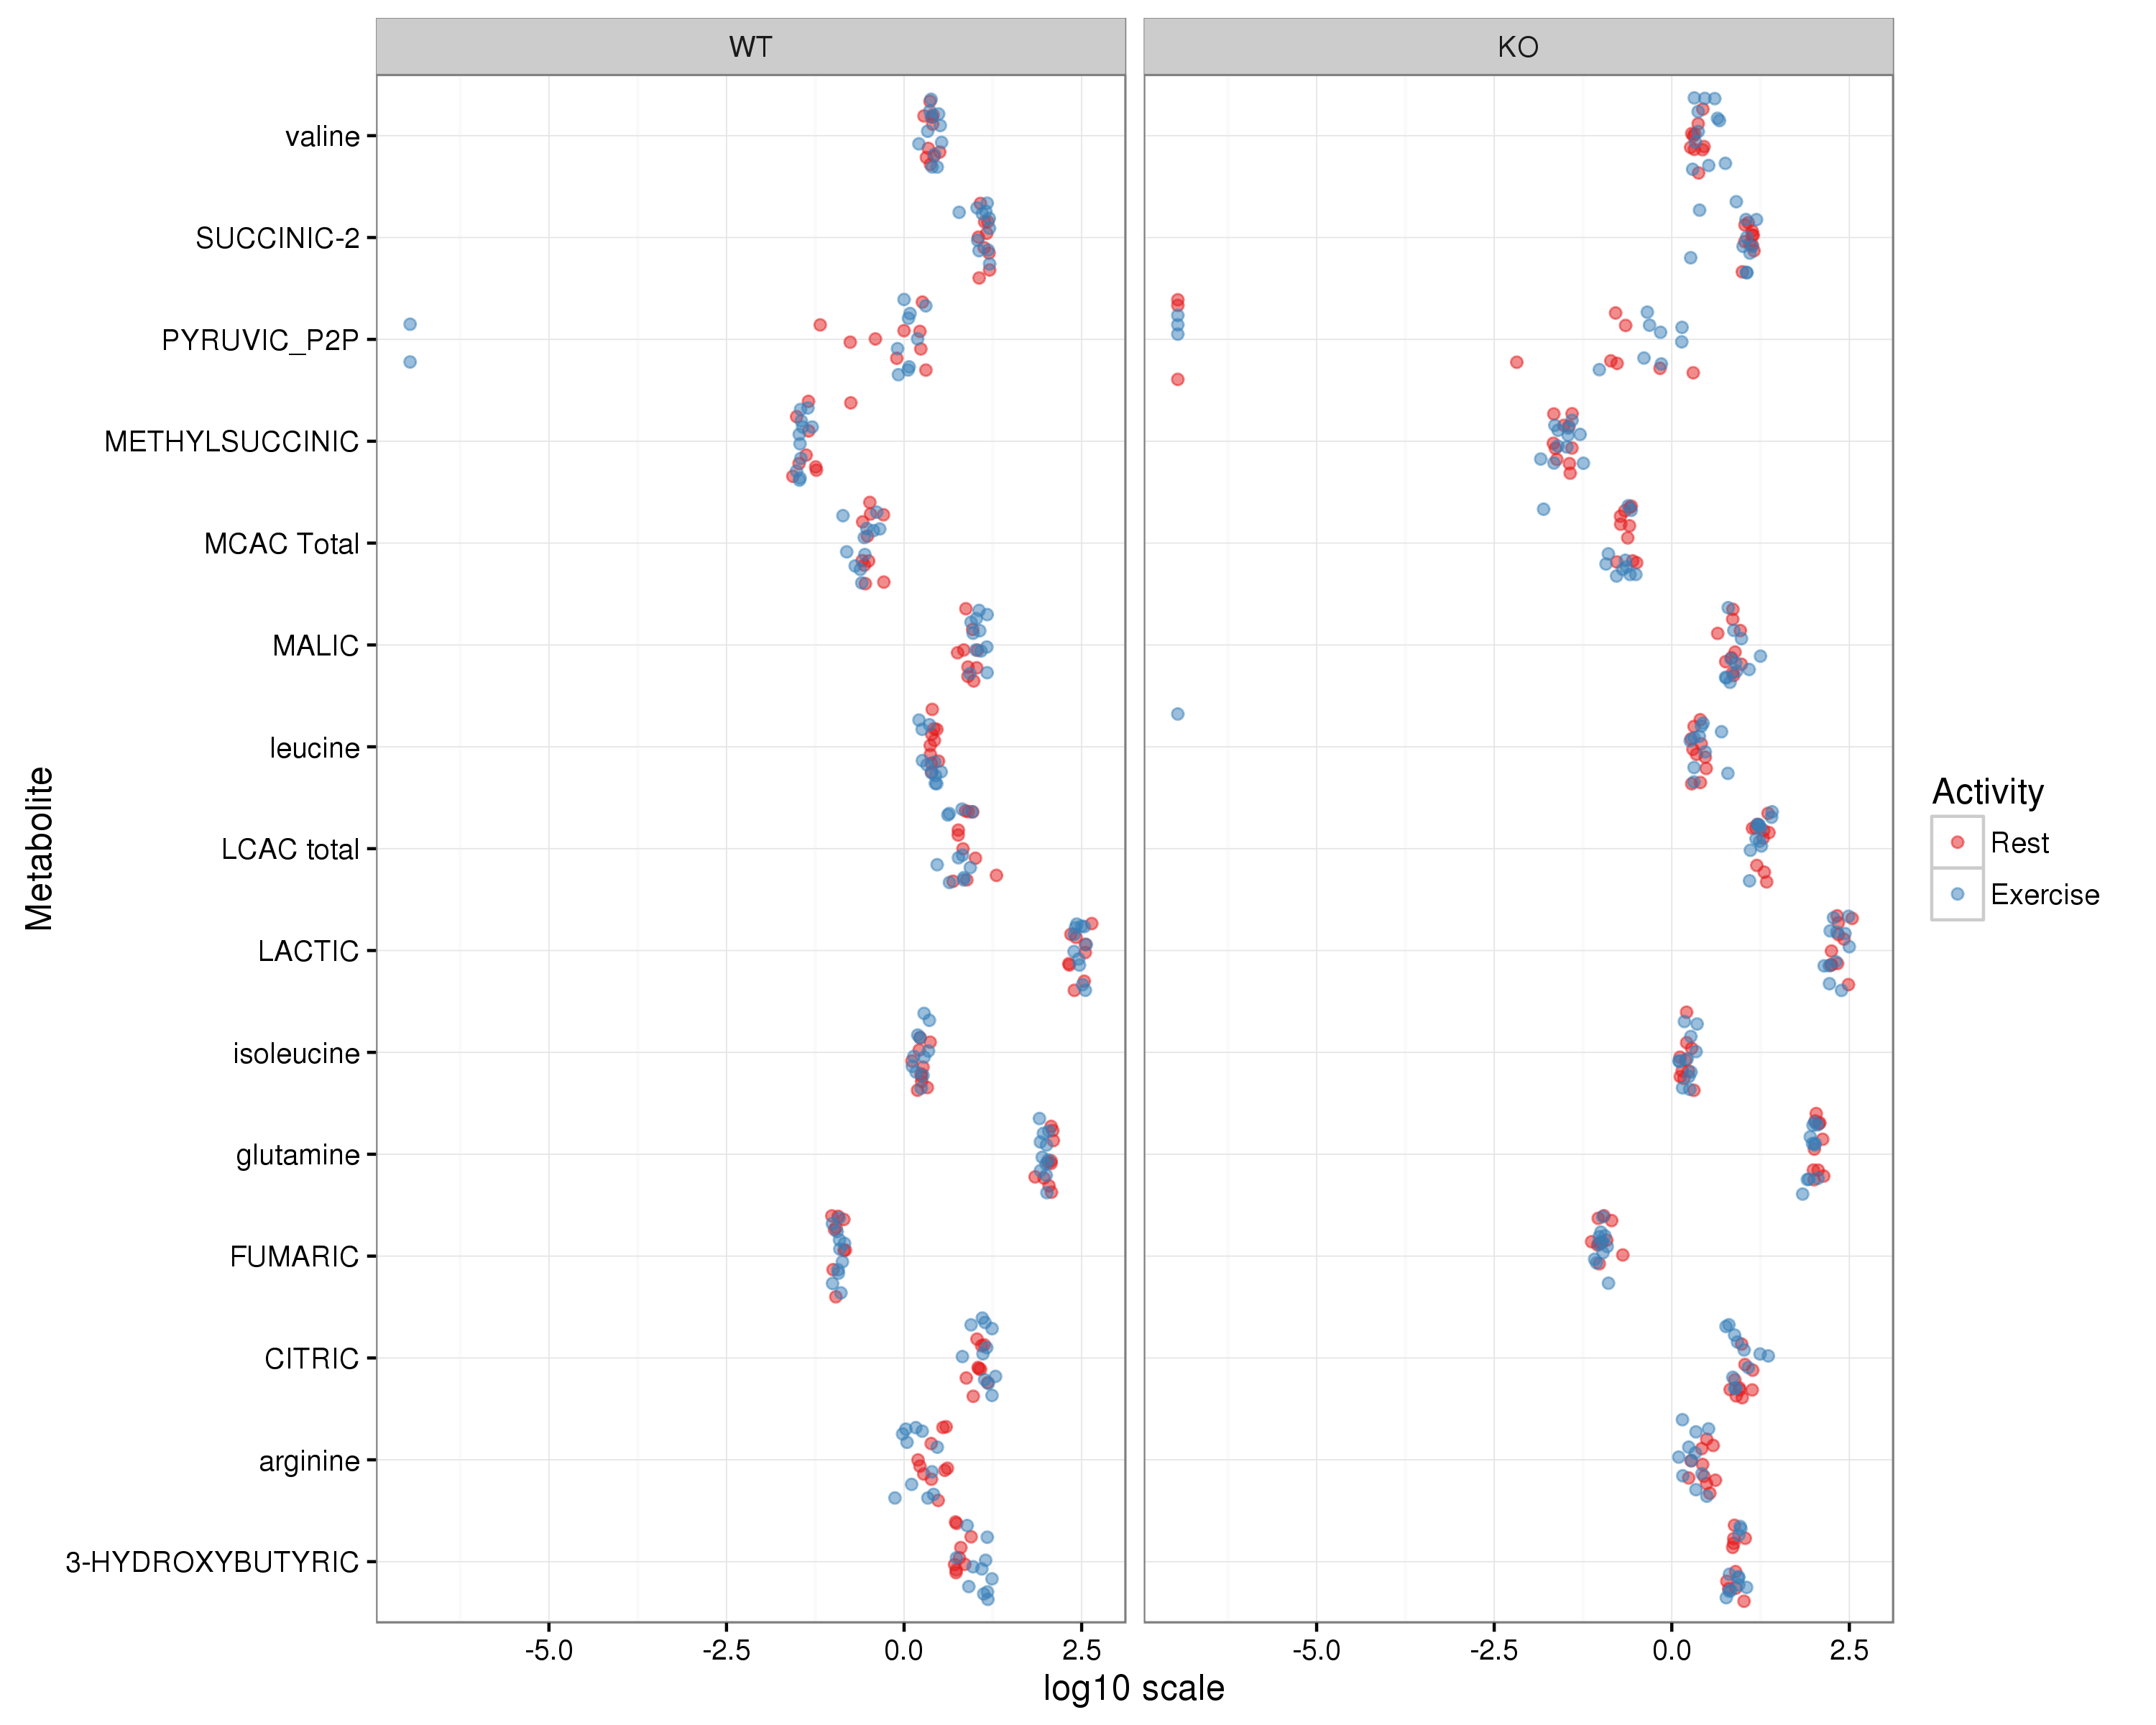 WT
KO
valine
SUCCINIC-2
PYRUVIC_P2P
METHYLSUCCINIC
MCAC Total
MALIC
leucine
LCAC total
LACTIC
isoleucine
glutamine
FUMARIC
CITRIC
arginine
3-HYDROXYBUTYRIC
Metabolite
-5.0 -2.5 0.0 2.5
-5.0 -2.5 0.0 2.5
log10 scale
Activity
Rest
Exercise